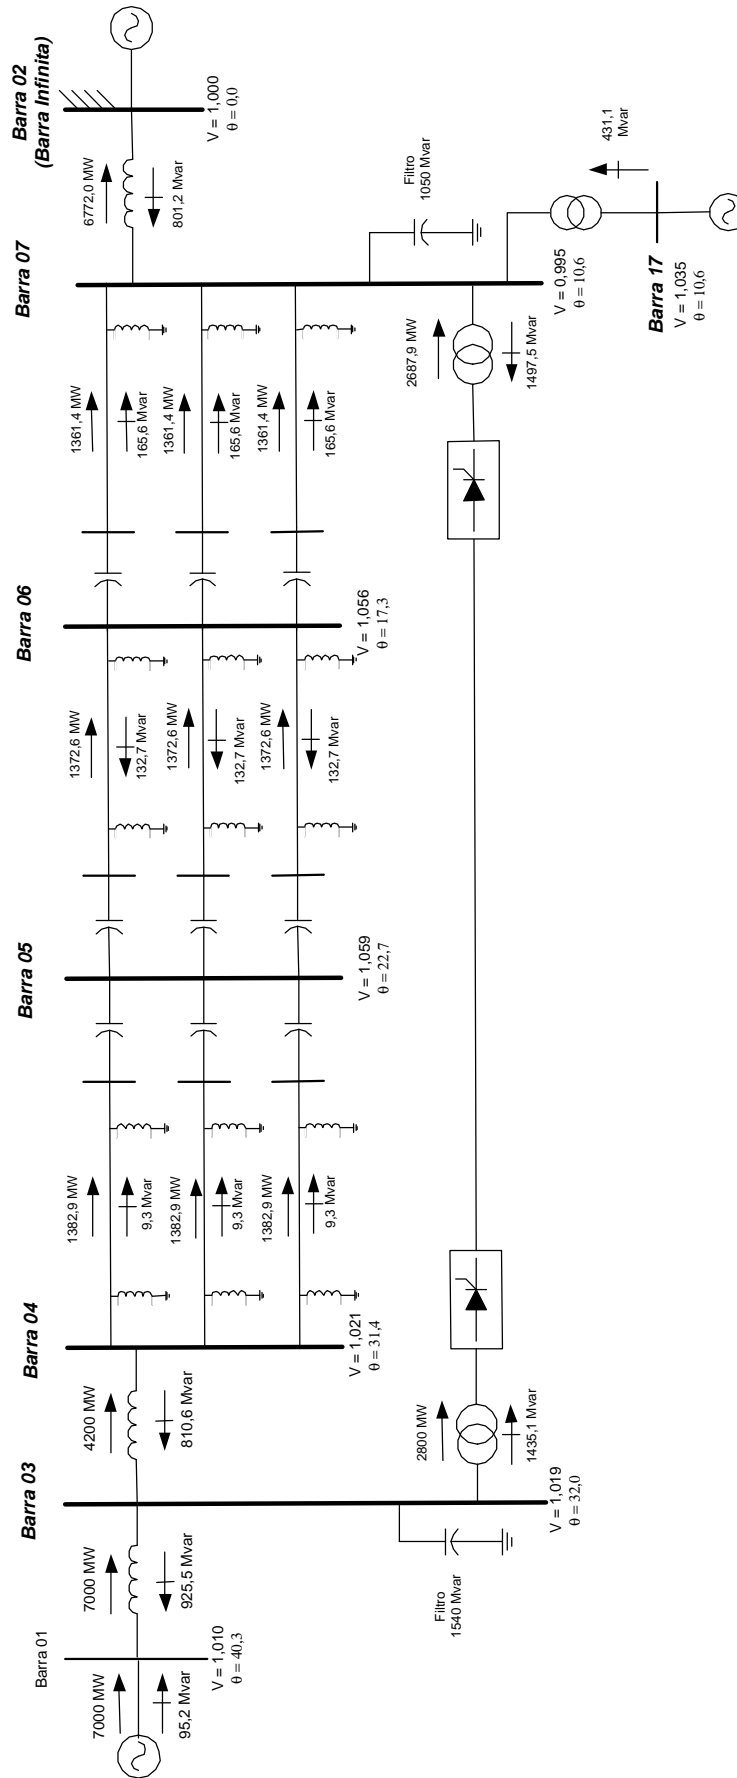 Barra 01
7000 MW
95,2 Mvar
V = 1,010
θ = 40,3
7000 MW
925,5 Mvar
Barra 03
Filtro
1540 Mvar
V = 1,019
θ = 32,0
4200 MW
810,6 Mvar
2800 MW
1435,1 Mvar
Barra 04
V = 1,021
θ = 31,4
1382,9 MW
9,3 Mvar
1382,9 MW
9,3 Mvar
1382,9 MW
9,3 Mvar
Barra 05
V = 1,059
θ = 22,7
1372,6 MW
132,7 Mvar
1372,6 MW
132,7 Mvar
1372,6 MW
132,7 Mvar
Barra 06
V = 1,056
θ = 17,3
1361,4 MW
165,6 Mvar
1361,4 MW
165,6 Mvar
1361,4 MW
165,6 Mvar
2687,9 MW
1497,5 Mvar
Barra 07
V = 0,995
θ = 10,6
Filtro
1050 Mvar
6772,0 MW
801,2 Mvar
Barra 02
(Barra Infinita)
V = 1,000
θ = 0,0
Barra 17
V = 1,035
θ = 10,6
431,1
Mvar